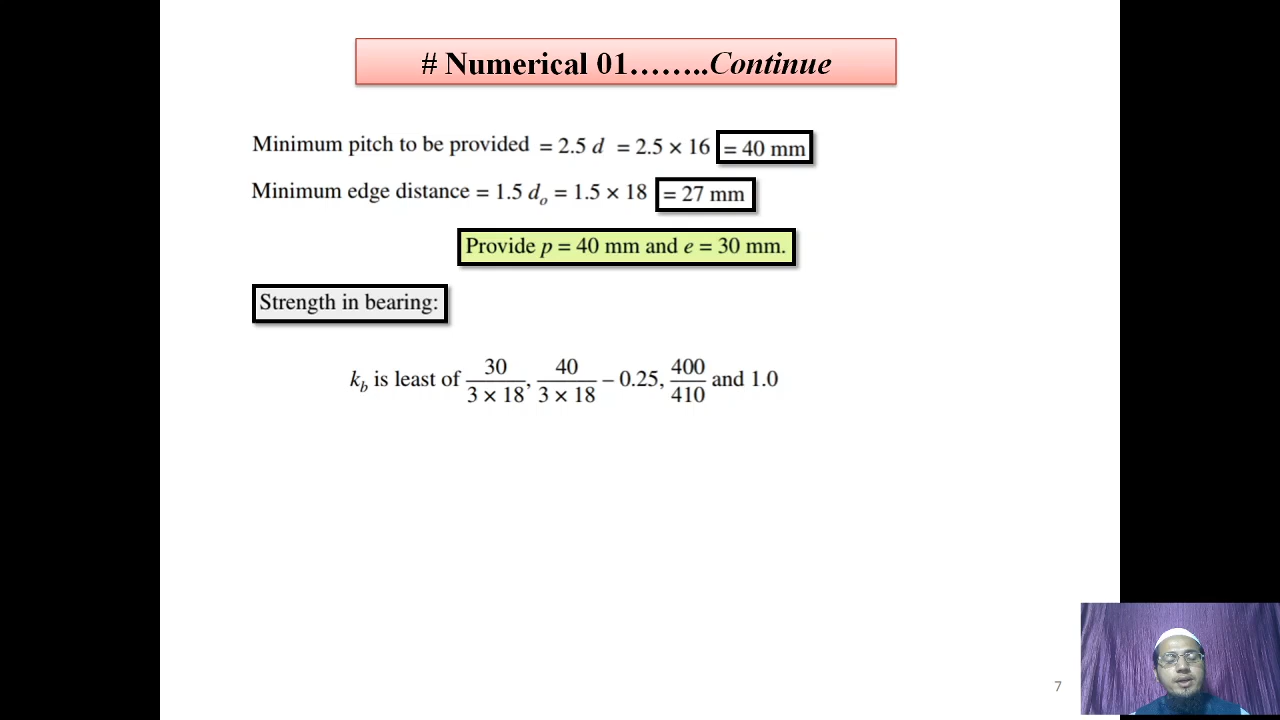 # Numerical 01……..Continue
Minimum pitch to be provided = 2.5 d = 2.5 × 16 = 40 mm
Minimum edge distance = 1.5 dₒ = 1.5 × 18 = 27 mm
Provide p = 40 mm and e = 30 mm.
Strength in bearing:
k_b is least of 30/(3 × 18), 40/(3 × 18) – 0.25, 400/410 and 1.0
7